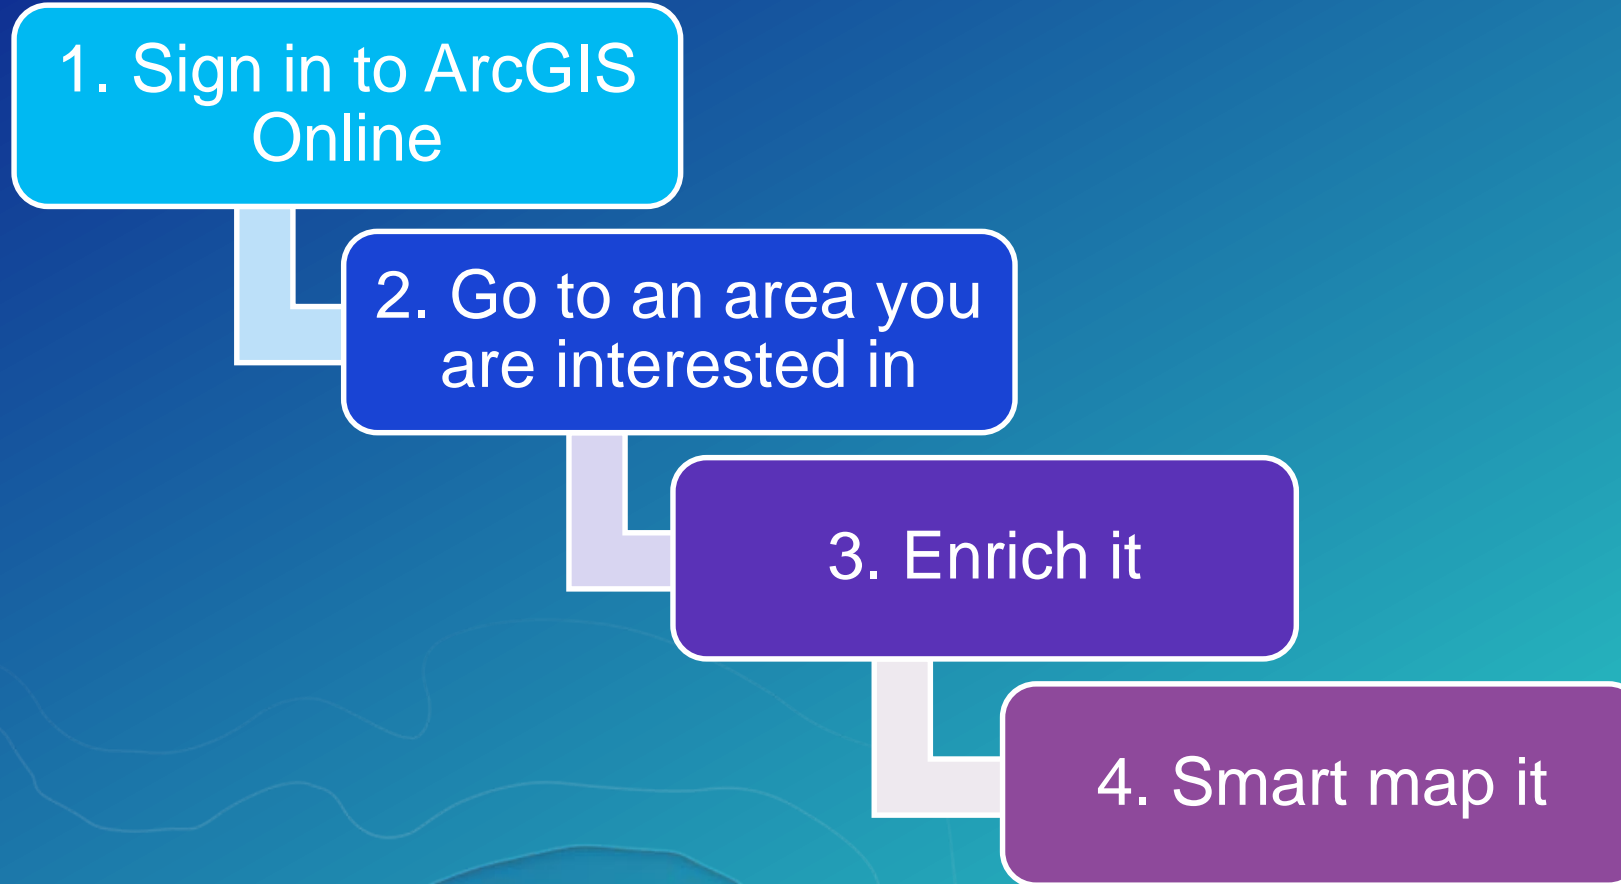 1. Sign in to ArcGIS
Online
2. Go to an area you
are interested in
3. Enrich it
4. Smart map it